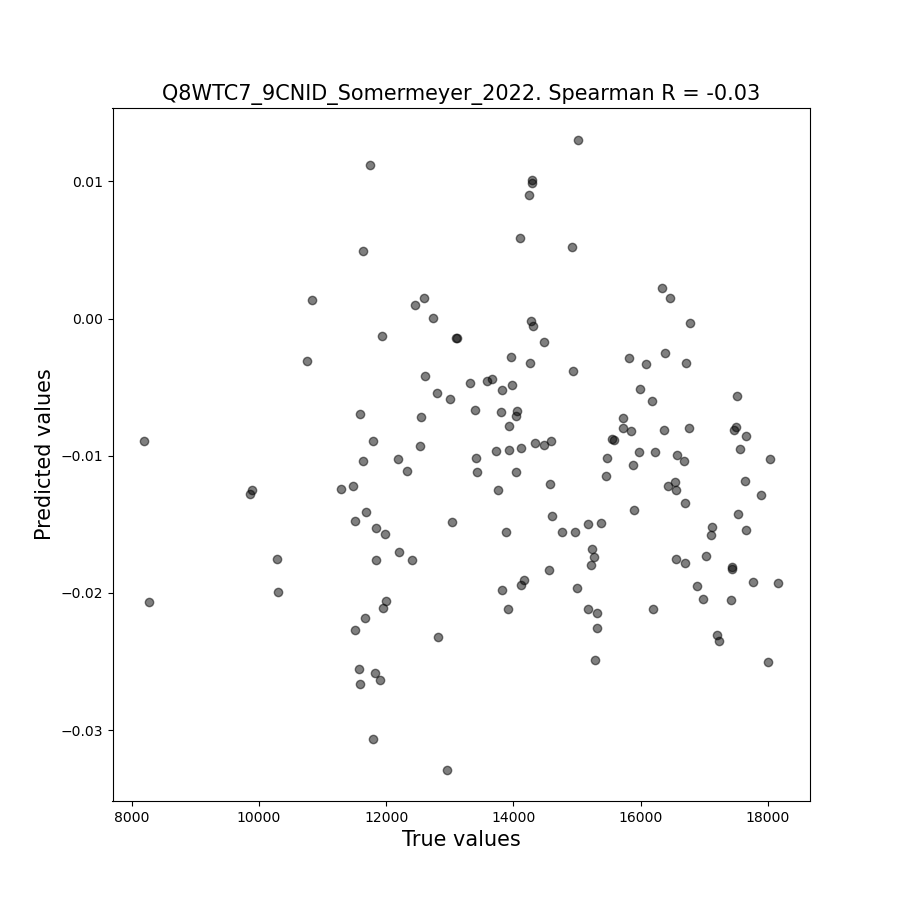 Q8WTC7_9CNID_Somermeyer_2022. Spearman R = -0.03
0.01
0.00
−0.01
−0.02
−0.03
Predicted values
8000 10000 12000 14000 16000 18000
True values